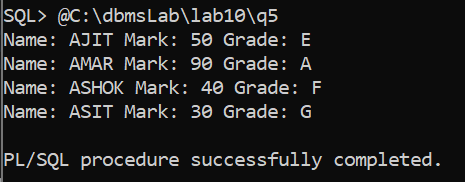 SQL> @C:\dbmsLab\lab10\q5
Name: AJIT Mark: 50 Grade: E
Name: AMAR Mark: 90 Grade: A
Name: ASHOK Mark: 40 Grade: F
Name: ASIT Mark: 30 Grade: G
PL/SQL procedure successfully completed.